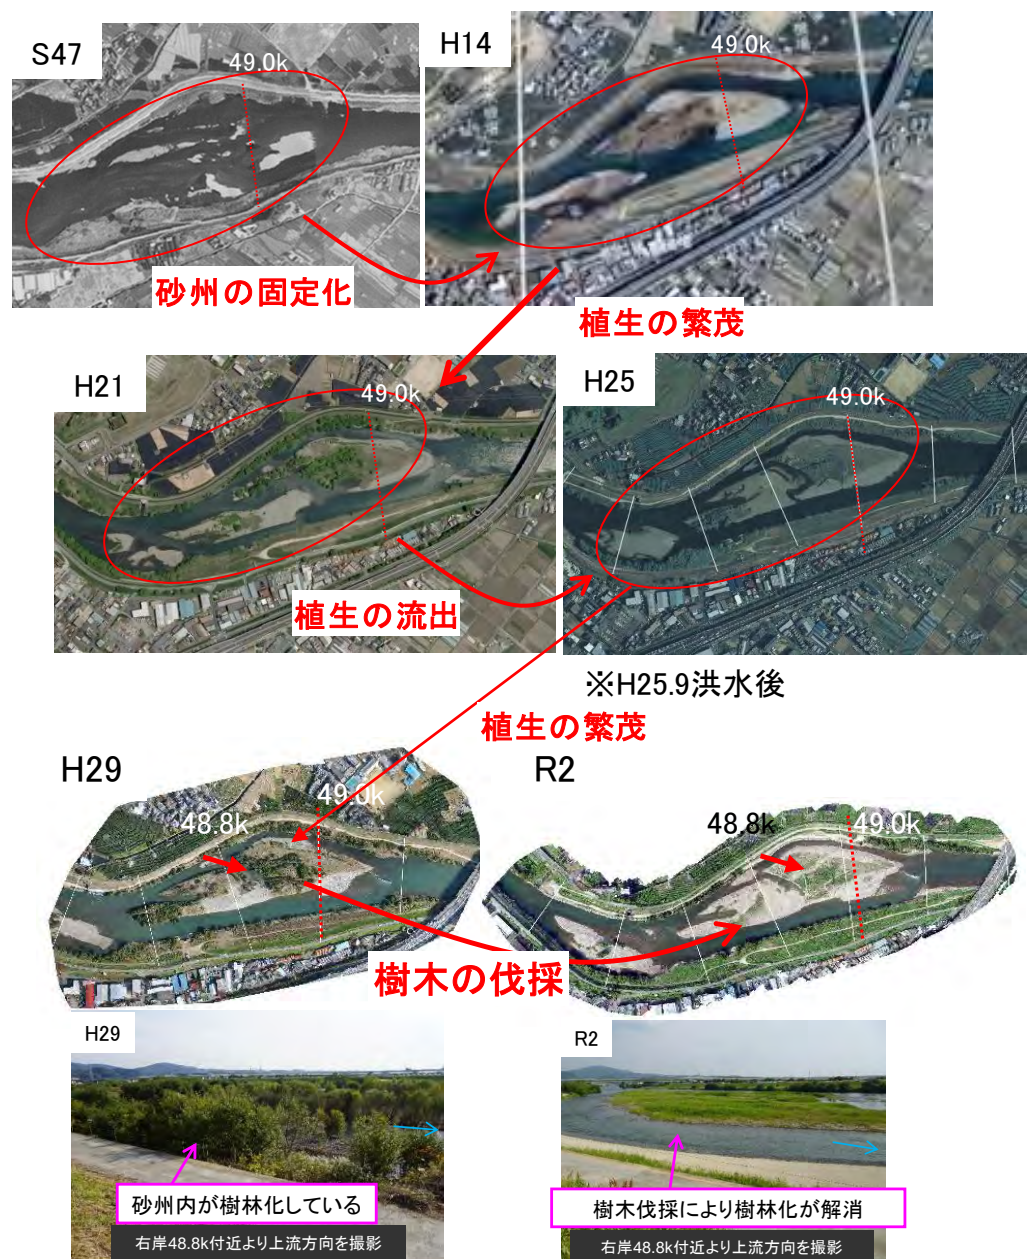 S47
49.0k
H14
49.0k
砂州の固定化
植生の繁茂
H21
49.0k
H25
49.0k
植生の流出
※H25.9洪水後
植生の繁茂
H29
49.0k
48.8k
R2
48.8k
49.0k
樹木の伐採
H29
砂州内が樹林化している
右岸48.8k付近より上流方向を撮影
R2
樹木伐採により樹林化が解消
右岸48.8k付近より上流方向を撮影